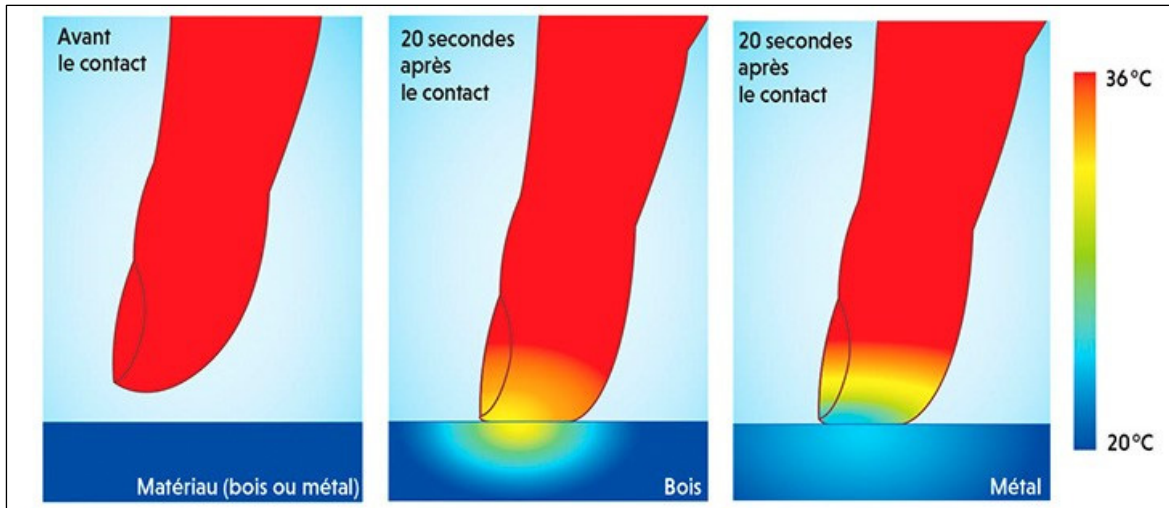 Avant
le contact
Matériau (bois ou métal)
20 secondes
après
le contact
Bois
20 secondes
après
le contact
Métal
36°C
20°C